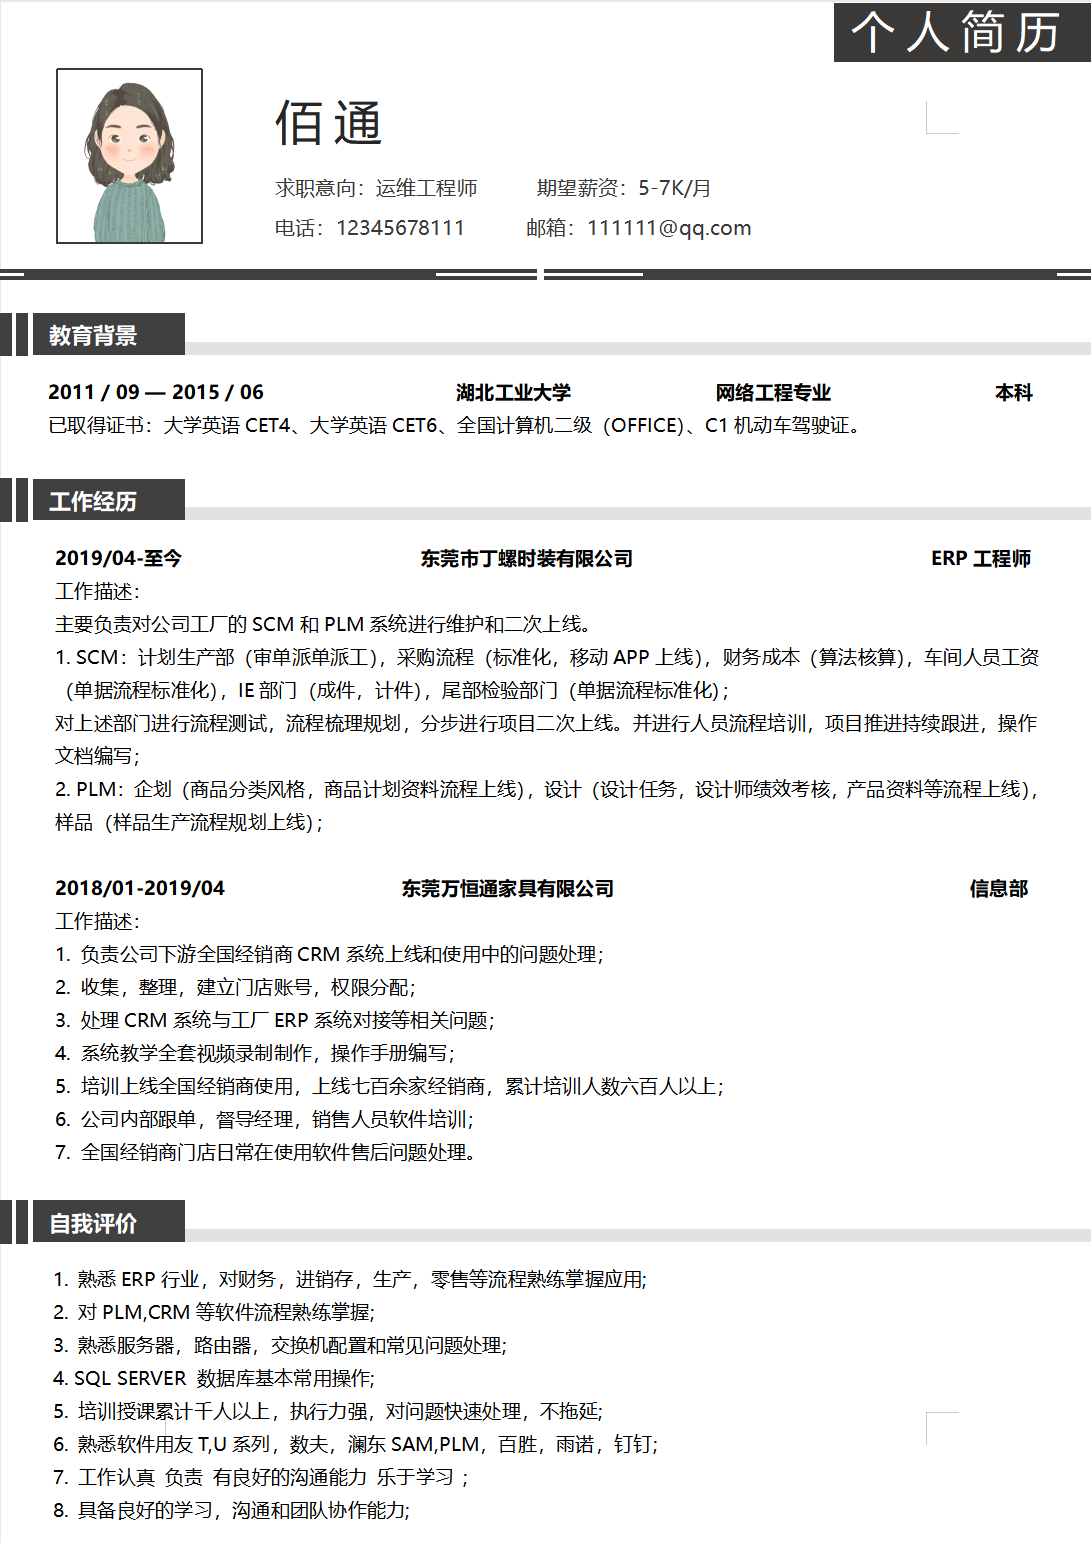 个人简历
佰通
求职意向：运维工程师 期望薪资：5-7K/月
电话：12345678111 邮箱：111111@qq.com
教育背景
2011 / 09 — 2015 / 06 湖北工业大学 网络工程专业 本科
已取得证书：大学英语 CET4、大学英语 CET6、全国计算机二级（OFFICE）、C1 机动车驾驶证。
工作经历
2019/04-至今 东莞市丁螺时装有限公司 ERP 工程师
工作描述：
主要负责对公司工厂的 SCM 和 PLM 系统进行维护和二次上线。
1. SCM：计划生产部（审单派单派工），采购流程（标准化，移动 APP 上线），财务成本（算法核算），车间人员工资
（单据流程标准化），IE 部门（成件，计件），尾部检验部门（单据流程标准化）；
对上述部门进行流程测试，流程梳理规划，分步进行项目二次上线。并进行人员流程培训，项目推进持续跟进，操作
文档编写；
2. PLM：企划（商品分类风格，商品计划资料流程上线），设计（设计任务，设计师绩效考核，产品资料等流程上线），
样品（样品生产流程规划上线）；
2018/01-2019/04 东莞万恒通家具有限公司 信息部
工作描述：
1. 负责公司下游全国经销商 CRM 系统上线和使用中的问题处理；
2. 收集，整理，建立门店账号，权限分配；
3. 处理 CRM 系统与工厂 ERP 系统对接等相关问题；
4. 系统教学全套视频录制制作，操作手册编写；
5. 培训上线全国经销商使用，上线七百余家经销商，累计培训人数六百人以上；
6. 公司内部跟单，督导经理，销售人员软件培训；
7. 全国经销商门店日常在使用软件售后问题处理。
自我评价
1. 熟悉 ERP 行业，对财务，进销存，生产，零售等流程熟练掌握应用;
2. 对 PLM,CRM 等软件流程熟练掌握;
3. 熟悉服务器，路由器，交换机配置和常见问题处理;
4. SQL SERVER 数据库基本常用操作;
5. 培训授课累计千人以上，执行力强，对问题快速处理，不拖延;
6. 熟悉软件用友 T,U 系列，数夫，澜东 SAM,PLM，百胜，雨诺，钉钉;
7. 工作认真 负责 有良好的沟通能力 乐于学习 ；
8. 具备良好的学习，沟通和团队协作能力;